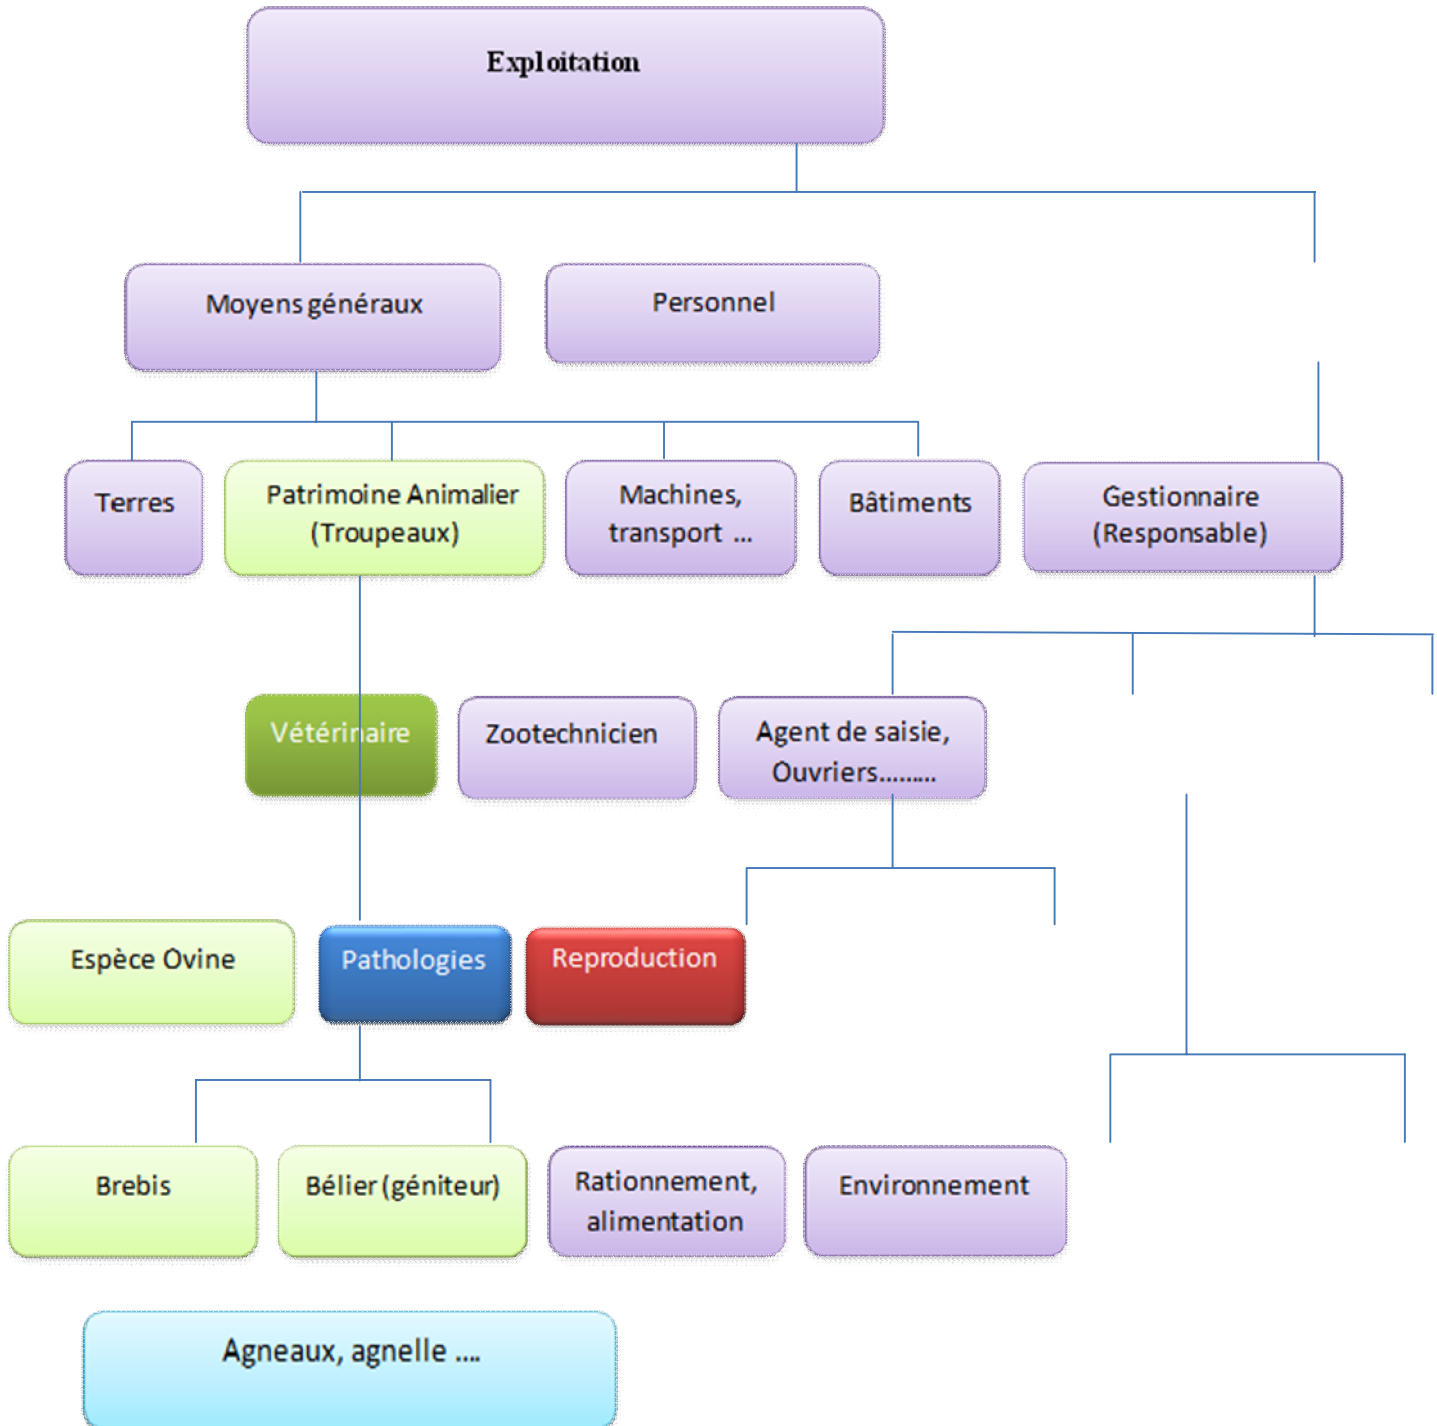 Exploitation
Moyens généraux
Personnel
Terres
Patrimoine Animalier
(Troupeaux)
Machines,
transport ...
Bâtiments
Gestionnaire
(Responsable)
Vétérinaire
Zootechnicien
Agent de saisie,
Ouvriers.........
Espèce Ovine
Pathologies
Reproduction
Brebis
Bélier (géniteur)
Rationnement,
alimentation
Environnement
Agneaux, agnelle ....